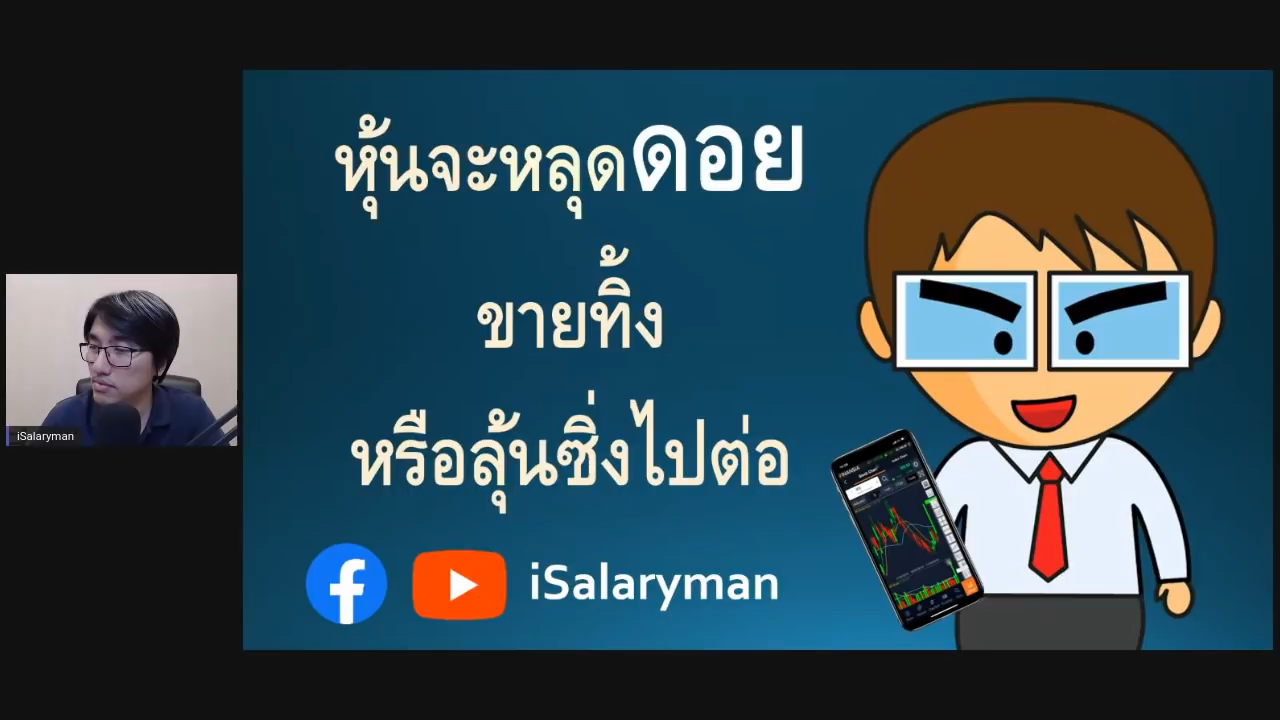 หุ้นจะหลุดดอย
ขายทิ้ง
หรือลุ้นซิ่งไปต่อ
iSalaryman
iSalaryman